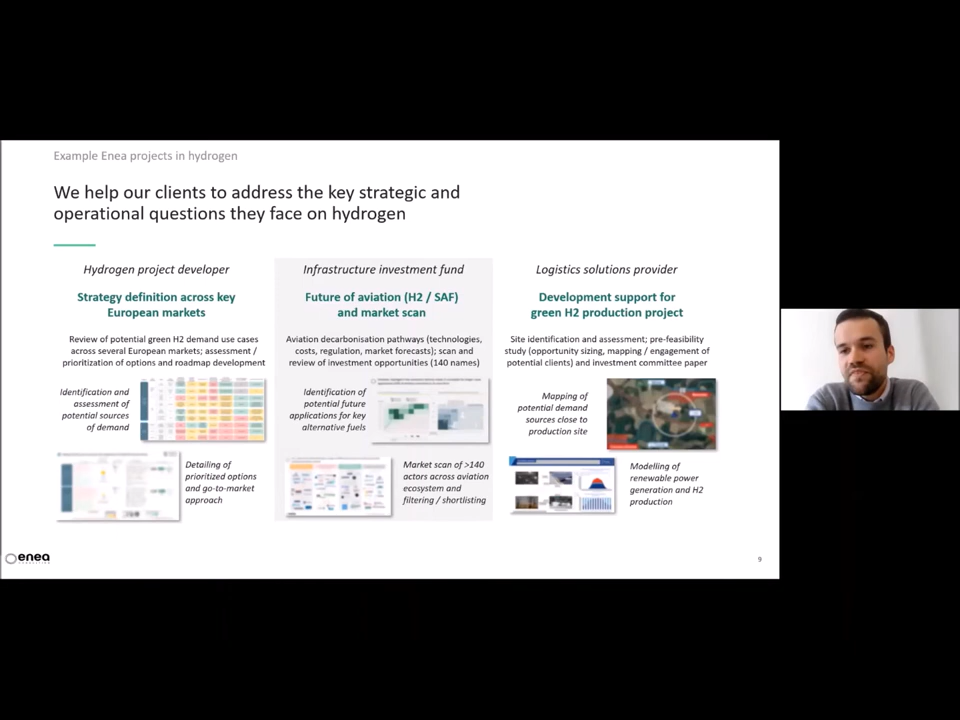 Example Enea projects in hydrogen
We help our clients to address the key strategic and
operational questions they face on hydrogen
Hydrogen project developer
Strategy definition across key
European markets
Review of potential green H2 demand use cases
across several European markets; assessment /
prioritization of options and roadmap development
Identification and
assessment of
potential sources
of demand
Detailing of
prioritized options
and go-to-market
approach
Infrastructure investment fund
Future of aviation (H2 / SAF)
and market scan
Aviation decarbonisation pathways (technologies,
costs, regulation, market forecasts); scan and
review of investment opportunities (140 names)
Identification of
potential future
applications for key
alternative fuels
Market scan of >140
actors across aviation
ecosystem and
filtering / shortlisting
Logistics solutions provider
Development support for
green H2 production project
Site identification and assessment; pre-feasibility
study (opportunity sizing, mapping / engagement of
potential clients) and investment committee paper
Mapping of
potential demand
sources close to
production site
Modelling of
renewable power
generation and H2
production
enea
9